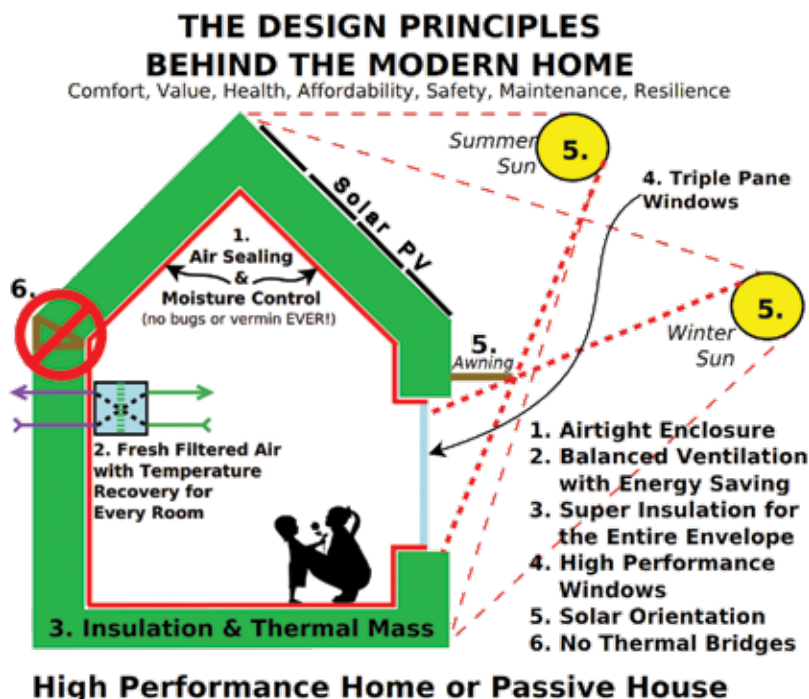 THE DESIGN PRINCIPLES
BEHIND THE MODERN HOME
Comfort, Value, Health, Affordability, Safety, Maintenance, Resilience
Summer
Sun
5.
4. Triple Pane
Windows
Solar PV
1.
Air Sealing
&
Moisture Control
(no bugs or vermin EVER!)
6.
5.
Awning
5.
Winter
Sun
2. Fresh Filtered Air
with Temperature
Recovery for
Every Room
1. Airtight Enclosure
2. Balanced Ventilation
with Energy Saving
3. Super Insulation for
the Entire Envelope
4. High Performance
Windows
5. Solar Orientation
6. No Thermal Bridges
3. Insulation & Thermal Mass
High Performance Home or Passive House